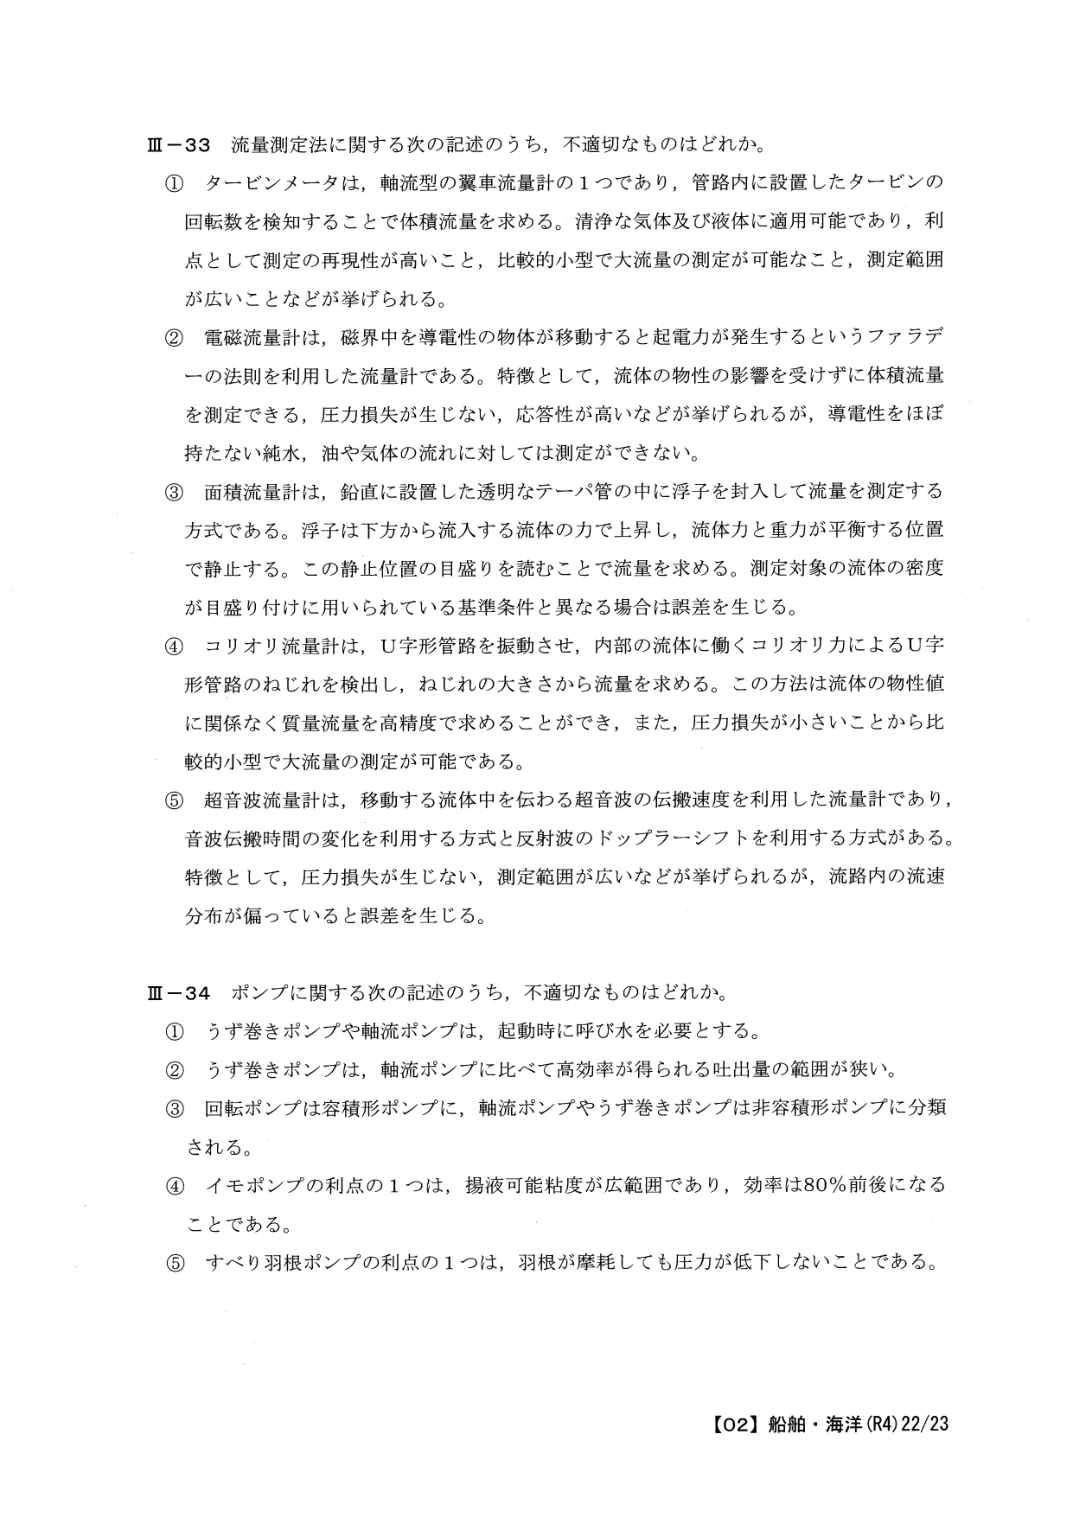 Ⅲ－33　流量測定法に関する次の記述のうち，不適切なものはどれか。
①　タービンメータは，軸流型の翼車流量計の１つであり，管路内に設置したタービンの
回転数を検知することで体積流量を求める。清浄な気体及び液体に適用可能であり，利
点として測定の再現性が高いこと，比較的小型で大流量の測定が可能なこと，測定範囲
が広いことなどが挙げられる。
②　電磁流量計は，磁界中を導電性の物体が移動すると起電力が発生するというファラデ
ーの法則を利用した流量計である。特徴として，流体の物性の影響を受けずに体積流量
を測定できる，圧力損失が生じない，応答性が高いなどが挙げられるが，導電性をほぼ
持たない純水，油や気体の流れに対しては測定ができない。
③　面積流量計は，鉛直に設置した透明なテーパ管の中に浮子を封入して流量を測定する
方式である。浮子は下方から流入する流体の力で上昇し，流体力と重力が平衡する位置
で静止する。この静止位置の目盛りを読むことで流量を求める。測定対象の流体の密度
が目盛り付けに用いられている基準条件と異なる場合は誤差を生じる。
④　コリオリ流量計は，Ｕ字形管路を振動させ，内部の流体に働くコリオリ力によるＵ字
形管路のねじれを検出し，ねじれの大きさから流量を求める。この方法は流体の物性値
に関係なく質量流量を高精度で求めることができ，また，圧力損失が小さいことから比
較的小型で大流量の測定が可能である。
⑤　超音波流量計は，移動する流体中を伝わる超音波の伝搬速度を利用した流量計であり，
音波伝搬時間の変化を利用する方式と反射波のドップラーシフトを利用する方式がある。
特徴として，圧力損失が生じない，測定範囲が広いなどが挙げられるが，流路内の流速
分布が偏っていると誤差を生じる。
Ⅲ－34　ポンプに関する次の記述のうち，不適切なものはどれか。
①　うず巻きポンプや軸流ポンプは，起動時に呼び水を必要とする。
②　うず巻きポンプは，軸流ポンプに比べて高効率が得られる吐出量の範囲が狭い。
③　回転ポンプは容積形ポンプに，軸流ポンプやうず巻きポンプは非容積形ポンプに分類
される。
④　イモポンプの利点の１つは，揚液可能粘度が広範囲であり，効率は80％前後になる
ことである。
⑤　すべり羽根ポンプの利点の１つは，羽根が摩耗しても圧力が低下しないことである。
【02】船舶・海洋(R4)22/23